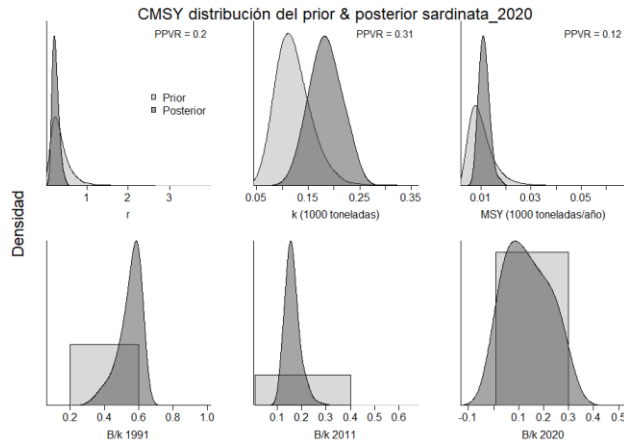 CMSY distribución del prior & posterior sardinata_2020
PPVR = 0.2
PPVR = 0.31
PPVR = 0.12
Prior
Posterior
1 2 3
r
0.05 0.15 0.25 0.35
k (1000 toneladas)
0.01 0.03 0.05
MSY (1000 toneladas/año)
Densidad
0.2 0.4 0.6 0.8 1.0
B/k 1991
0.1 0.2 0.3 0.4 0.6
B/k 2011
-0.1 0.1 0.2 0.3 0.5
B/k 2020